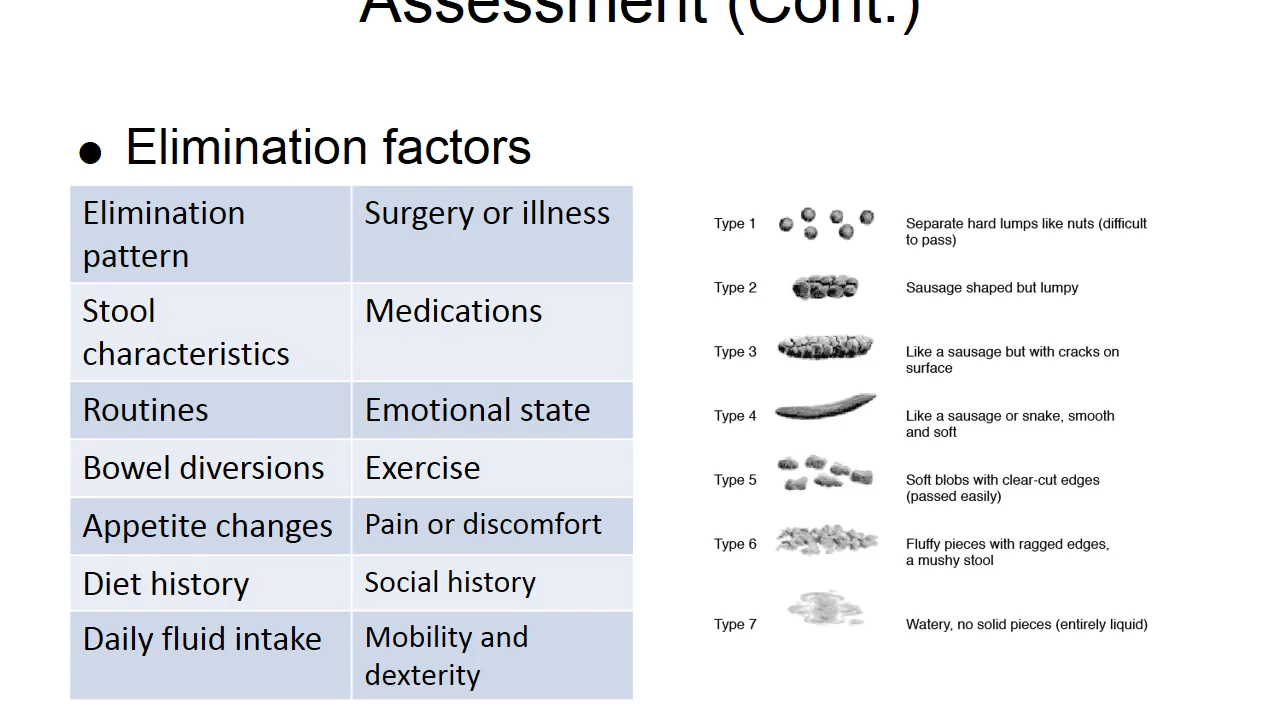 Assessment (Cont.)
● Elimination factors
Elimination
pattern
Surgery or illness
Stool
characteristics
Medications
Routines
Emotional state
Bowel diversions
Exercise
Appetite changes
Pain or discomfort
Diet history
Social history
Daily fluid intake
Mobility and
dexterity
Type 1
Separate hard lumps like nuts (difficult
to pass)
Type 2
Sausage shaped but lumpy
Type 3
Like a sausage but with cracks on
surface
Type 4
Like a sausage or snake, smooth
and soft
Type 5
Soft blobs with clear-cut edges
(passed easily)
Type 6
Fluffy pieces with ragged edges,
a mushy stool
Type 7
Watery, no solid pieces (entirely liquid)